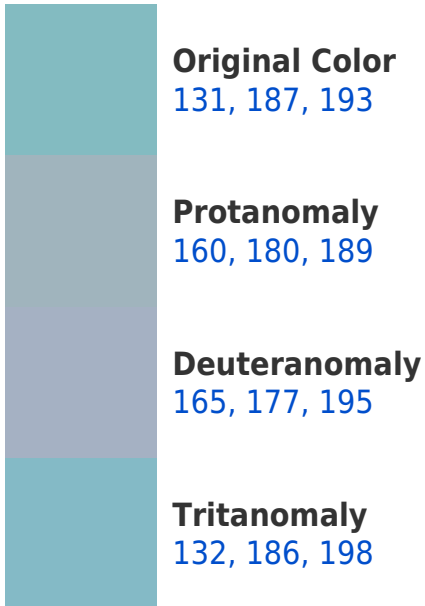 Original Color
131, 187, 193
Protanomaly
160, 180, 189
Deuteranomaly
165, 177, 195
Tritanomaly
132, 186, 198